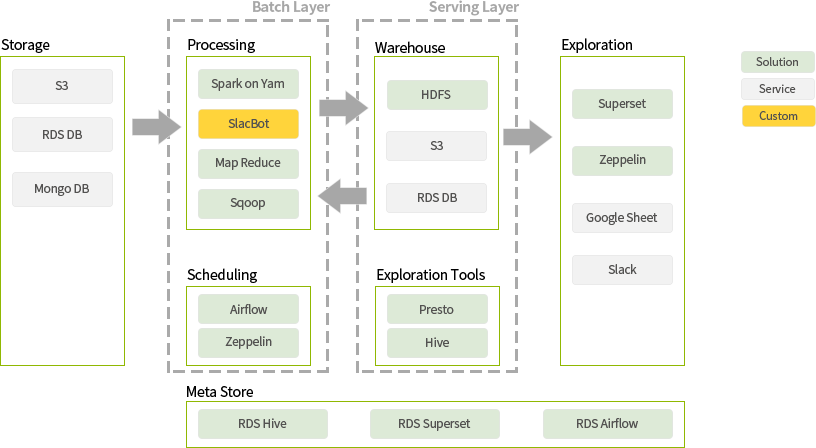 Batch Layer
Serving Layer
Storage
S3
RDS DB
Mongo DB
Processing
Spark on Yarn
SlacBot
Map Reduce
Sqoop
Scheduling
Airflow
Zeppelin
Warehouse
HDFS
S3
RDS DB
Exploration Tools
Presto
Hive
Exploration
Superset
Zeppelin
Google Sheet
Slack
Solution
Service
Custom
Meta Store
RDS Hive
RDS Superset
RDS Airflow